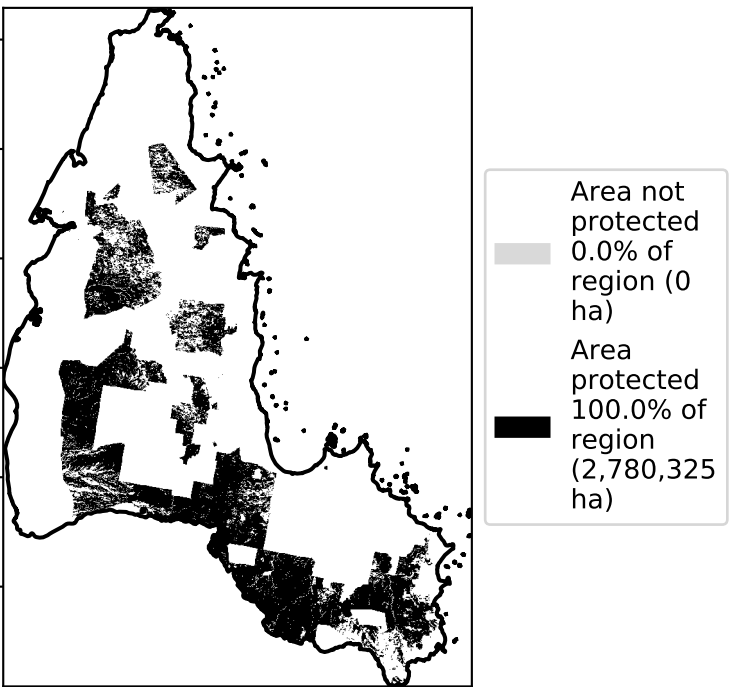 Area not
protected
0.0% of
region (0
ha)
Area
protected
100.0% of
region
(2,780,325
ha)